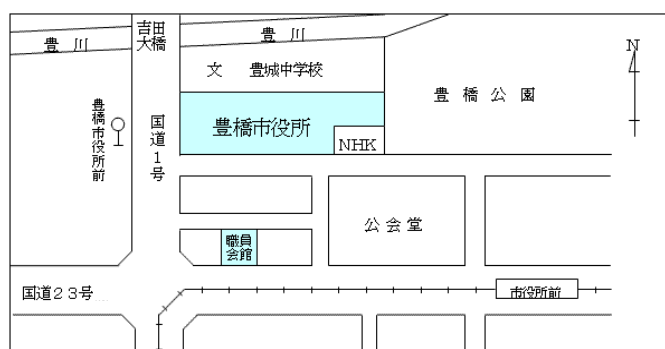 吉田
大橋
豊 川
豊 川
N
文 豊城中学校
豊 橋 公 園
豊橋市役所前
国道1号
豊橋市役所
NHK
公 会 堂
職員
会館
国道23号
市役所前